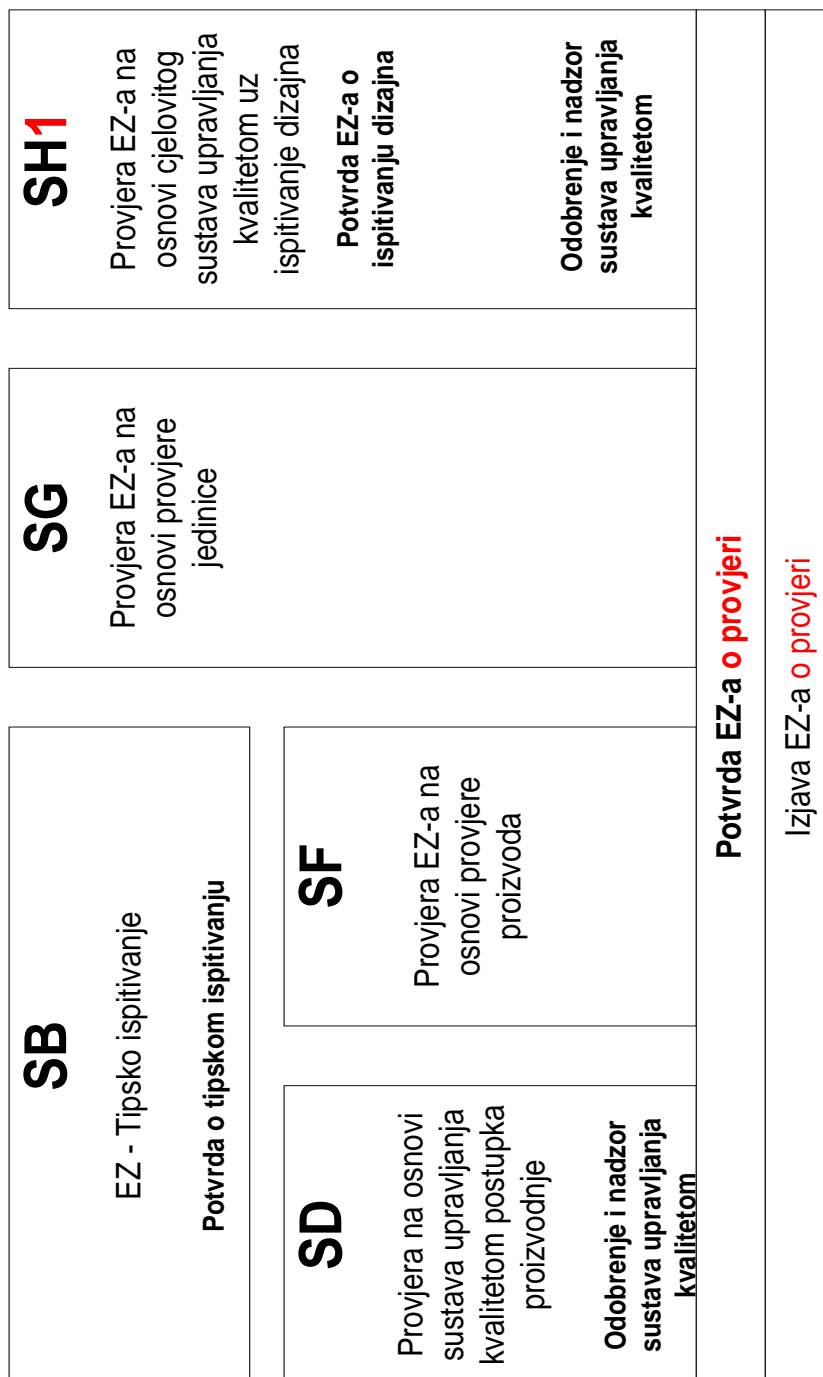 SB
EZ - Tipsko ispitivanje
Potvrda o tipskom ispitivanju
SD
Provjera na osnovi
sustava upravljanja
kvalitetom postupka
proizvodnje
Odobrenje i nadzor
sustava upravljanja
kvalitetom
SF
Provjera EZ-a na
osnovi provjere
proizvoda
SG
Provjera EZ-a na
osnovi provjere
jedinice
SH1
Provjera EZ-a na
osnovi cjelovitog
sustava upravljanja
kvalitetom uz
ispitivanje dizajna
Potvrda EZ-a o
ispitivanju dizajna
Odobrenje i nadzor
sustava upravljanja
kvalitetom
Potvrda EZ-a o provjeri
Izjava EZ-a o provjeri